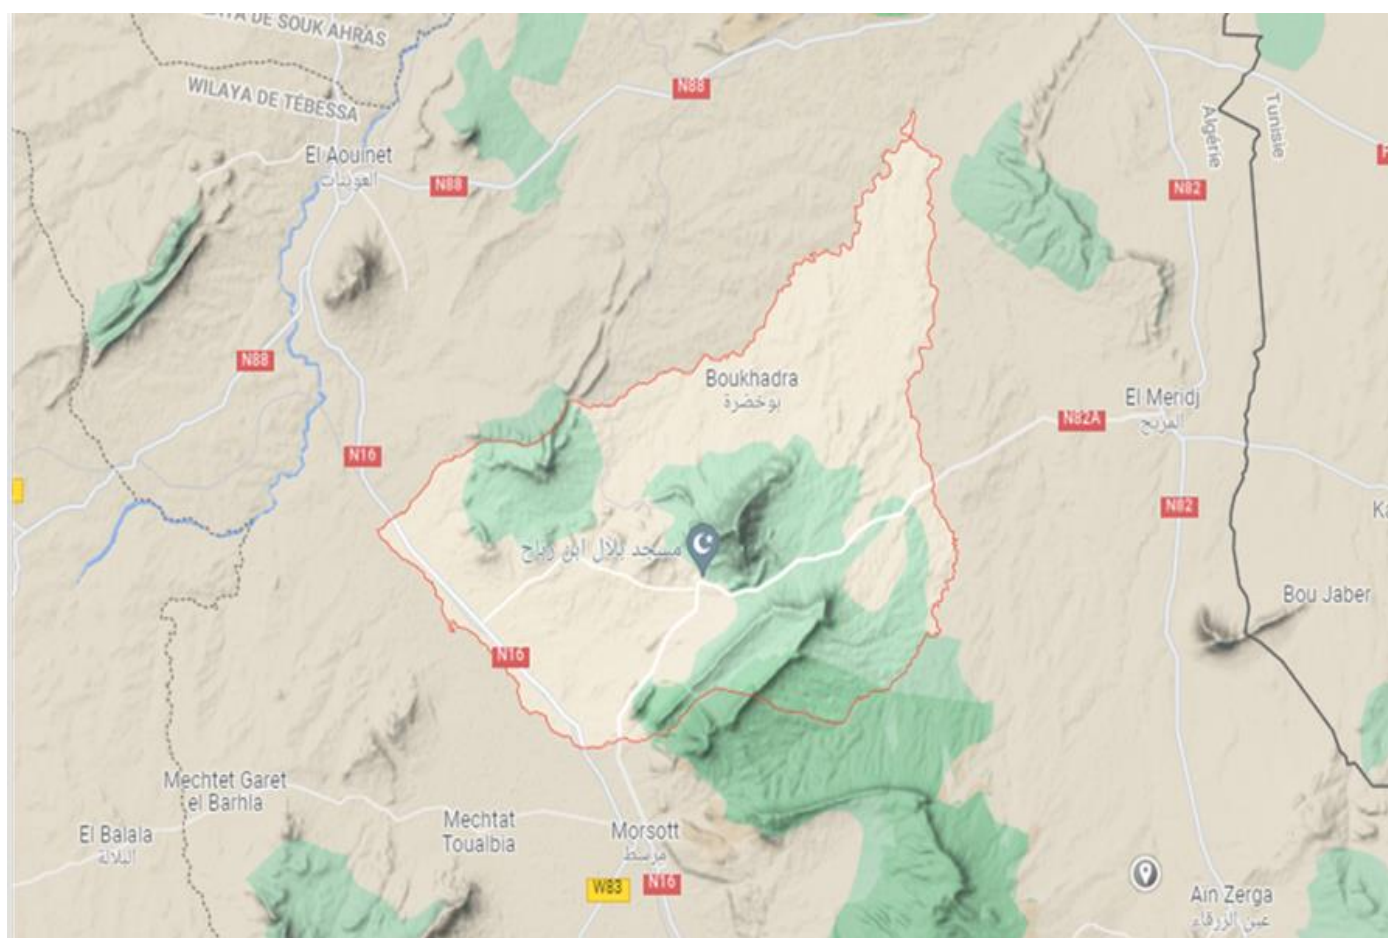 DE SOUK AHRAS
WILAYA DE TÉBESSA
N88
El Aouinet
العوينات
N88
Algérie
Tunisie
N82
N88
Boukhadra
بوخضرة
El Meridj
المريج
N82A
N16
N82
مسجد بلال ابن رباح
Bou Jaber
N16
Mechtet Garet
el Barhla
El Balala
البلالة
Mechtat
Toualbia
Morsott
مرسط
W83
N16
Ain Zerga
عين الزرقاء